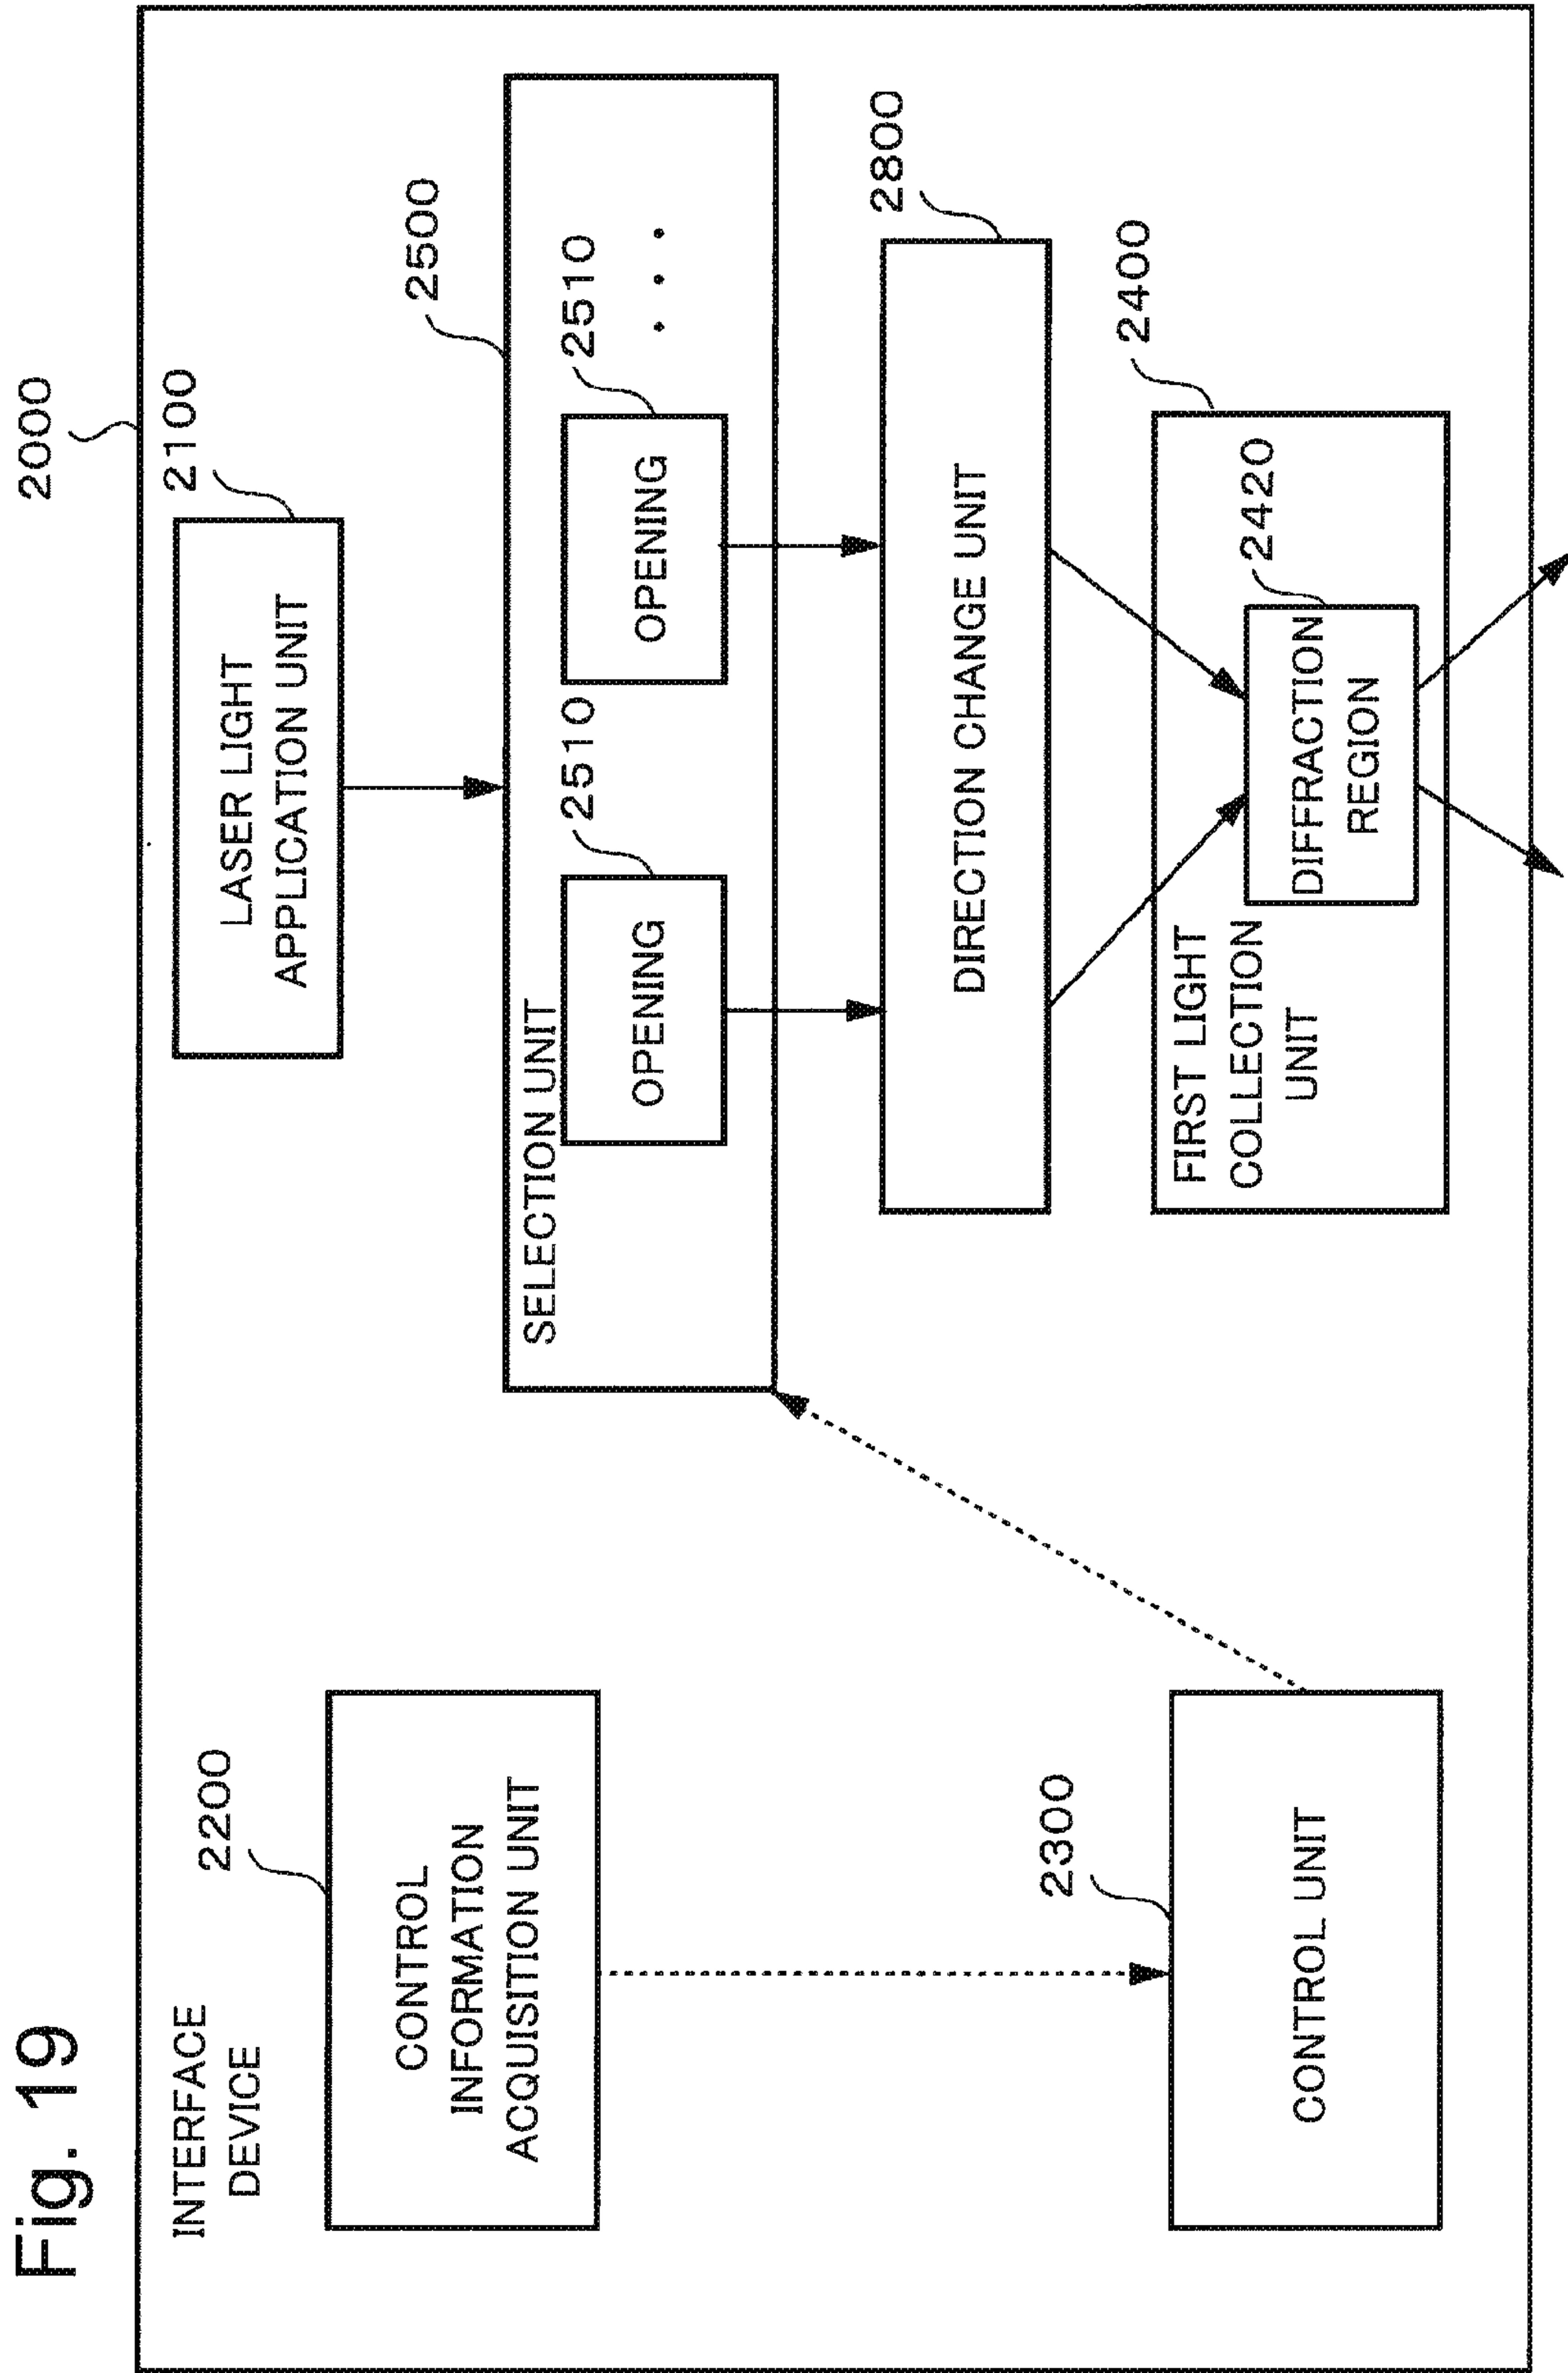 Fig. 19
2000
INTERFACE
DEVICE
2100
LASER LIGHT
APPLICATION UNIT
2200
CONTROL
INFORMATION
ACQUISITION UNIT
2500
SELECTION UNIT
2510
OPENING
2510
OPENING
2800
DIRECTION CHANGE UNIT
2300
CONTROL UNIT
2400
FIRST LIGHT
COLLECTION
UNIT
2420
DIFFRACTION
REGION